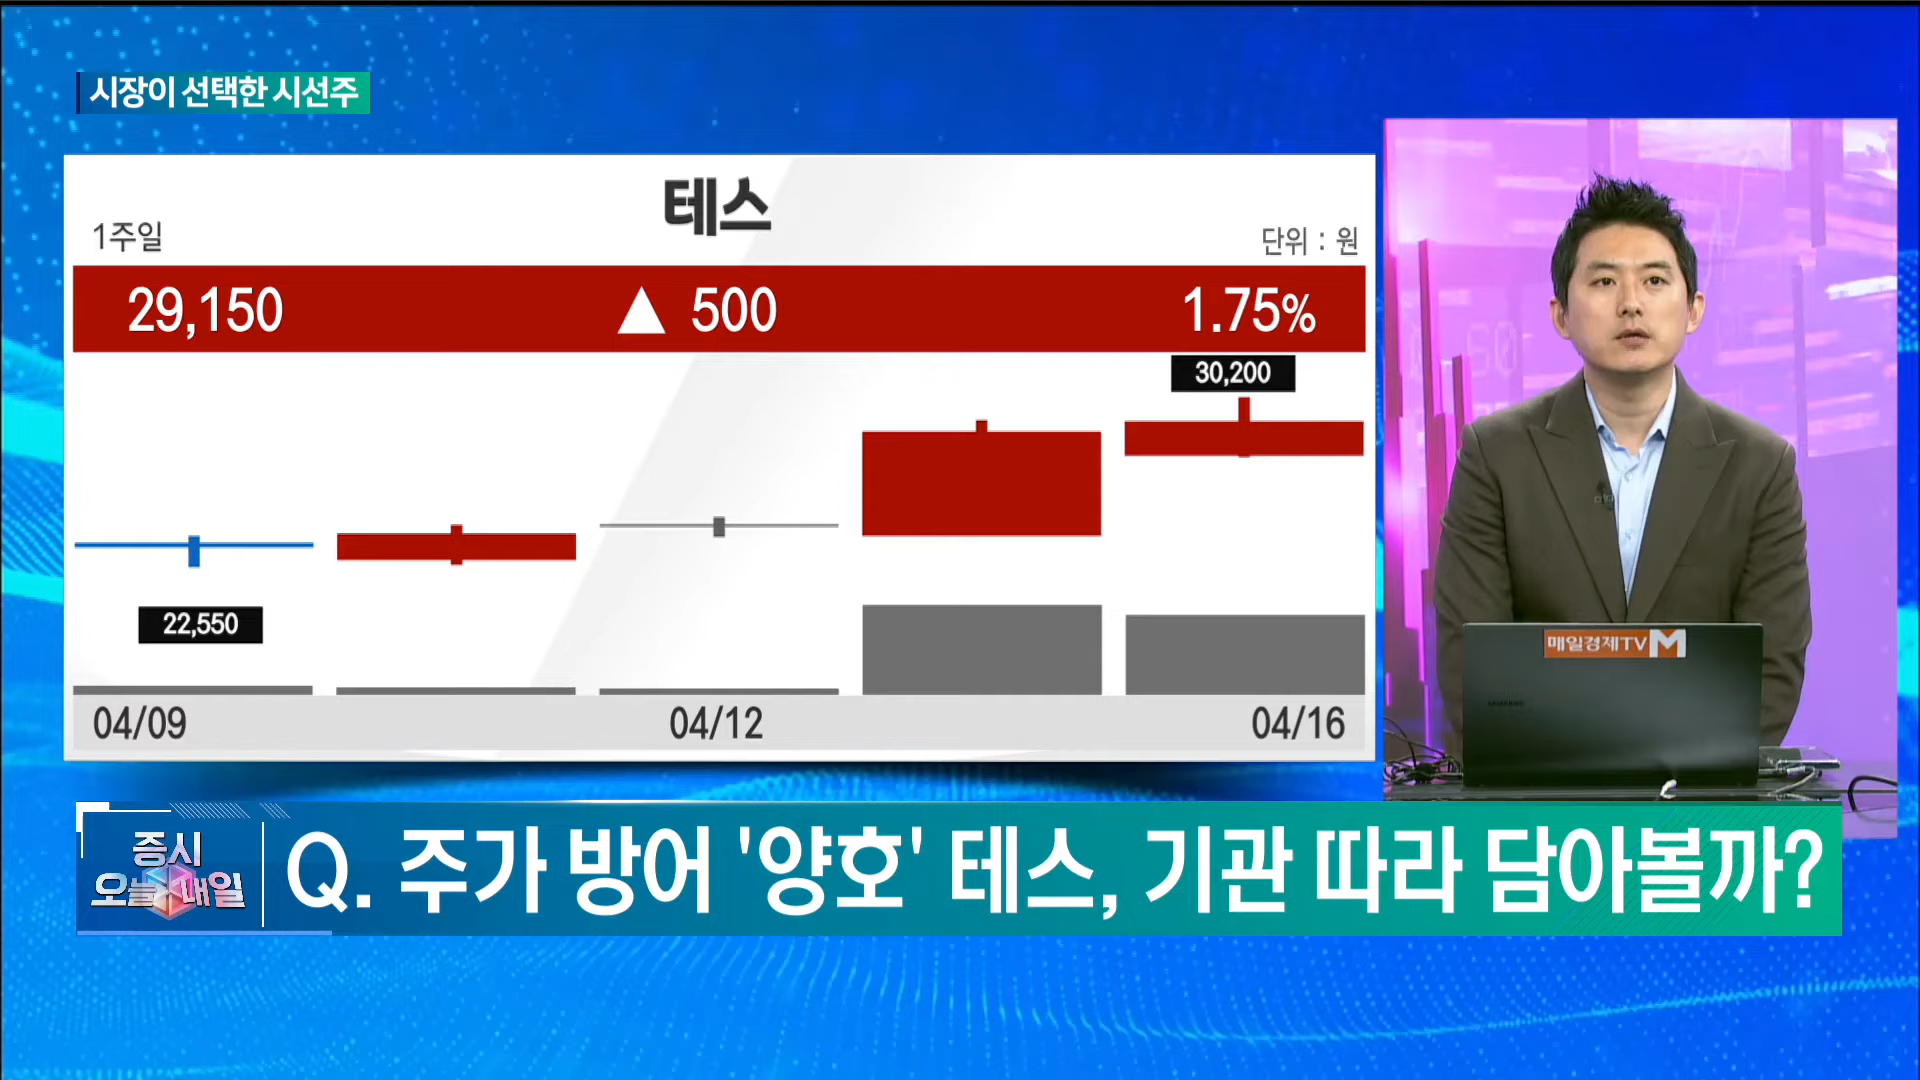 시장이 선택한 시선주
테스
1주일
단위 : 원
29,150 ▲ 500 1.75%
30,200
22,550
04/09 04/12 04/16
매일경제TV M
SAMSUNG
증시
오늘매일
Q. 주가 방어 '양호' 테스, 기관 따라 담아볼까?